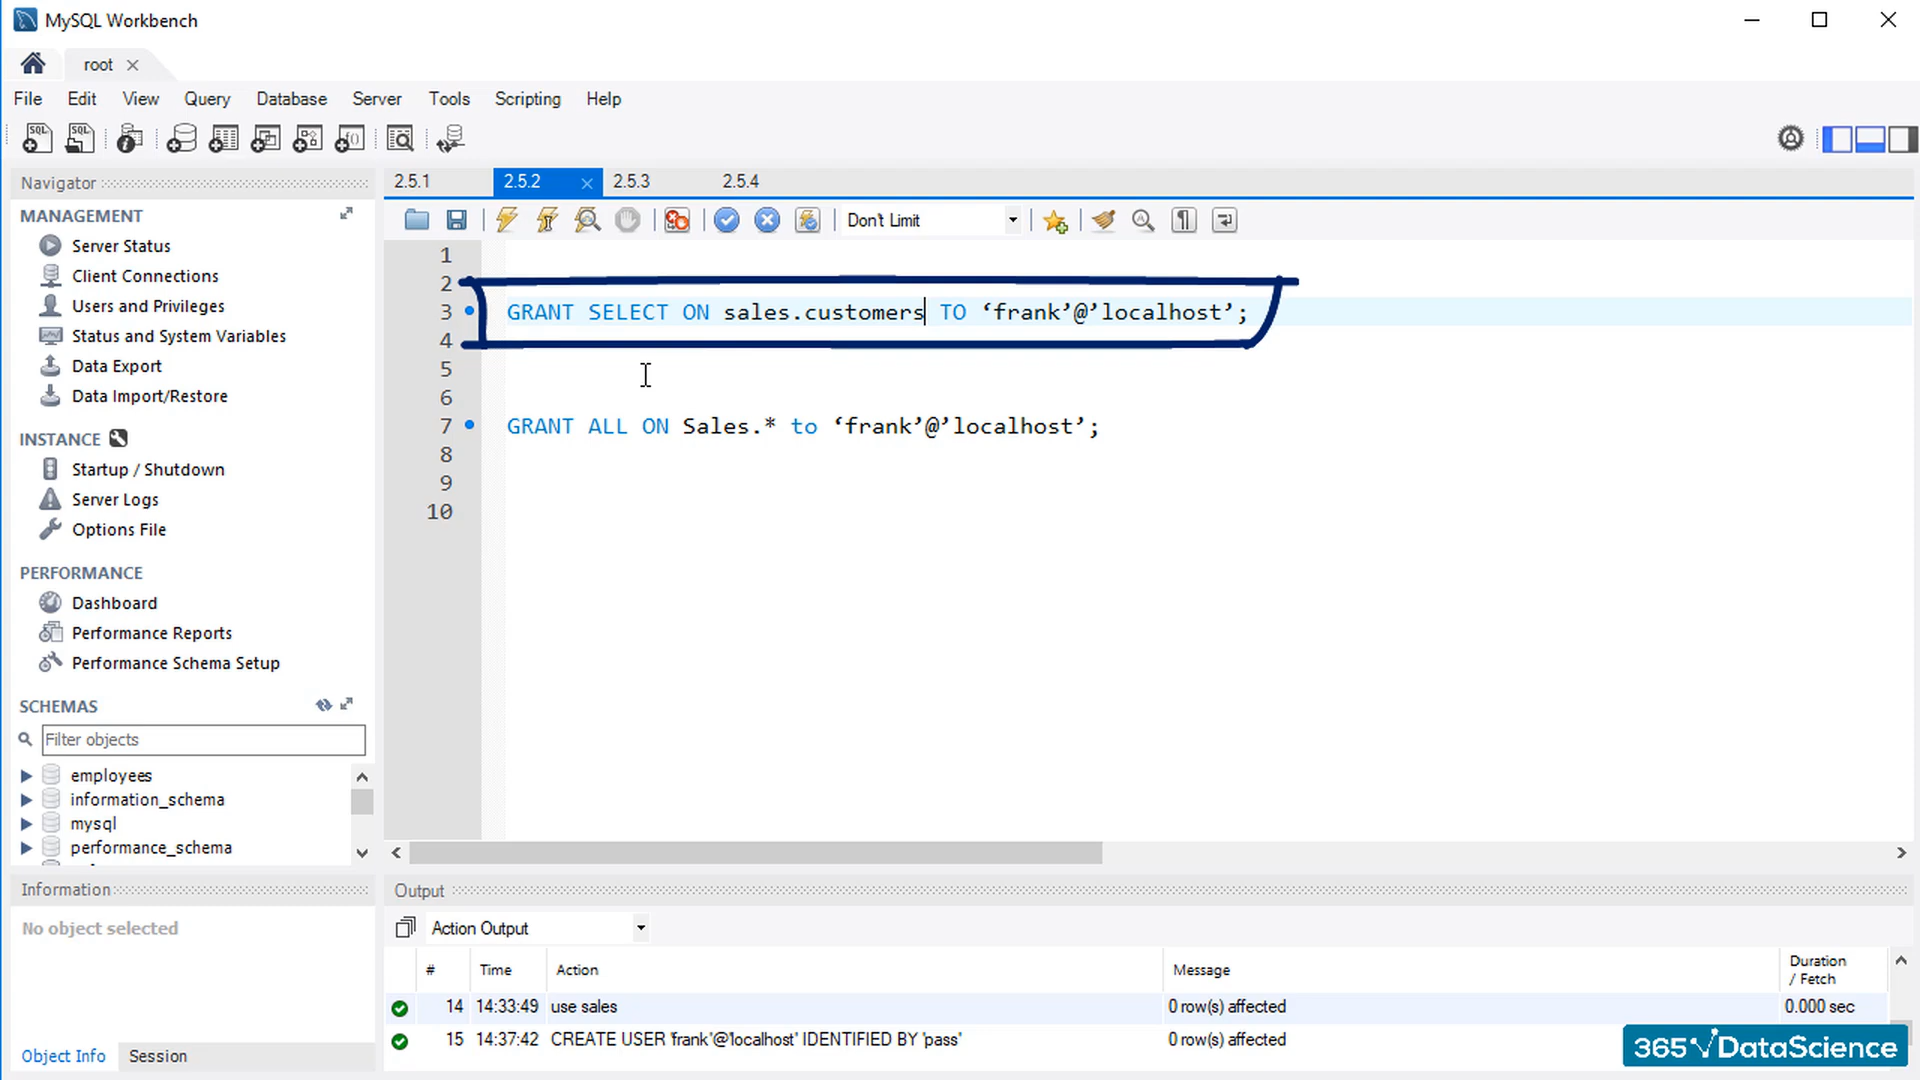 MySQL Workbench
root
File Edit View Query Database Server Tools Scripting Help
Navigator
MANAGEMENT
Server Status
Client Connections
Users and Privileges
Status and System Variables
Data Export
Data Import/Restore
INSTANCE
Startup / Shutdown
Server Logs
Options File
PERFORMANCE
Dashboard
Performance Reports
Performance Schema Setup
SCHEMAS
Filter objects
employees
information_schema
mysql
performance_schema
Information
No object selected
Object Info Session
2.5.1 2.5.2 2.5.3 2.5.4
Don't Limit
1
2
3 GRANT SELECT ON sales.customers TO ‘frank’@’localhost’;
4
5
6
7 GRANT ALL ON Sales.* to ‘frank’@’localhost’;
8
9
10
Output
Action Output
# Time Action Message Duration / Fetch
14 14:33:49 use sales 0 row(s) affected 0.000 sec
15 14:37:42 CREATE USER 'frank'@'localhost' IDENTIFIED BY 'pass' 0 row(s) affected
365 DataScience